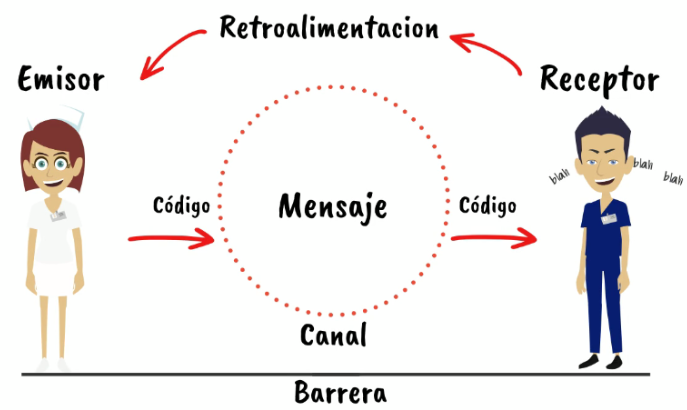 Retroalimentacion
Emisor
Receptor
blah
blah
blah
Código
Mensaje
Código
Canal
Barrera